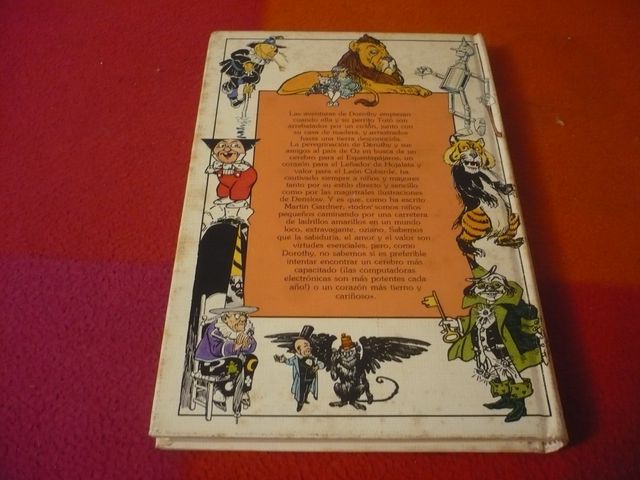 Las aventuras de Dorothy empiezan
cuando ella y su perrito Totó son
arrebatados por un ciclón, junto con
su casa de madera, y arrastrados
hasta una tierra desconocida.
La peregrinación de Dorothy y sus
amigos al país de Oz en busca de un
cerebro para el Espantapájaros, un
corazón para el Leñador de Hojalata y
valor para el León Cobarde, ha
cautivado siempre a niños y mayores
tanto por su estilo directo y sencillo
como por las magistrales ilustraciones
de Denslow. Y es que, como ha escrito
Martin Gardner, «todos somos niños
pequeños caminando por una carretera
de ladrillos amarillos en un mundo
loco, extravagante, oziano. Sabemos
que la sabiduría, el amor y el valor son
virtudes esenciales, pero, como
Dorothy, no sabemos si es preferible
intentar encontrar un cerebro más
capacitado (¡las computadoras
electrónicas son más potentes cada
año!) o un corazón más tierno y
cariñoso».